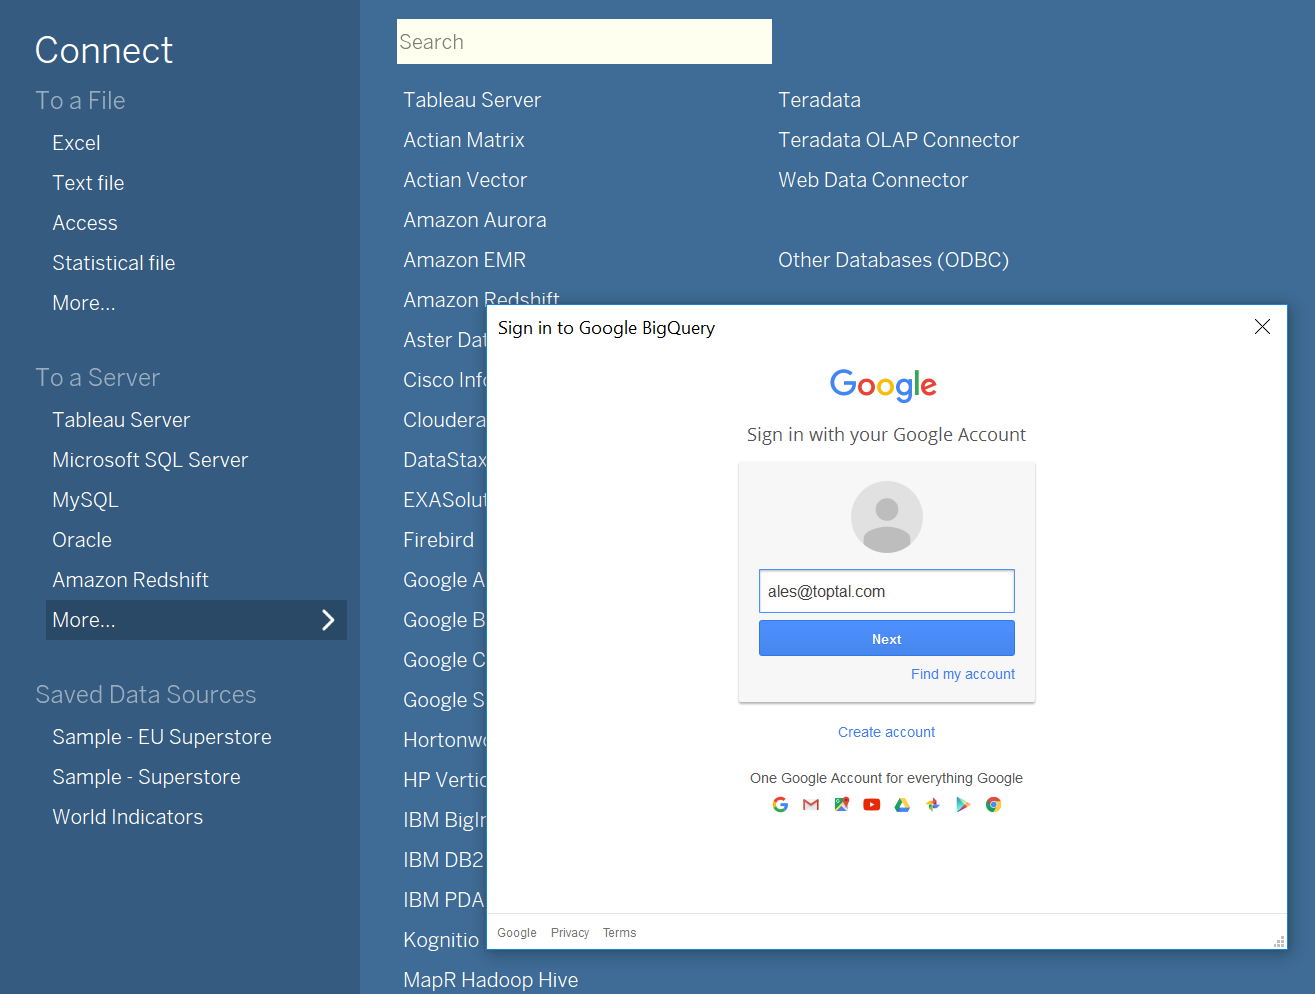 Connect
To a File
Excel
Text file
Access
Statistical file
More...
To a Server
Tableau Server
Microsoft SQL Server
MySQL
Oracle
Amazon Redshift
More...
Saved Data Sources
Sample - EU Superstore
Sample - Superstore
World Indicators
Search
Tableau Server
Actian Matrix
Actian Vector
Amazon Aurora
Amazon EMR
Amazon Redshift
Aster Dat
Cisco Info
Cloudera
DataStax
EXASolut
Firebird
Google A
Google B
Google C
Google S
Hortonwo
HP Vertic
IBM BigIn
IBM DB2
IBM PDA
Kognitio
MapR Hadoop Hive
Teradata
Teradata OLAP Connector
Web Data Connector
Other Databases (ODBC)
Sign in to Google BigQuery
Google
Sign in with your Google Account
ales@toptal.com
Next
Find my account
Create account
One Google Account for everything Google
Google Privacy Terms